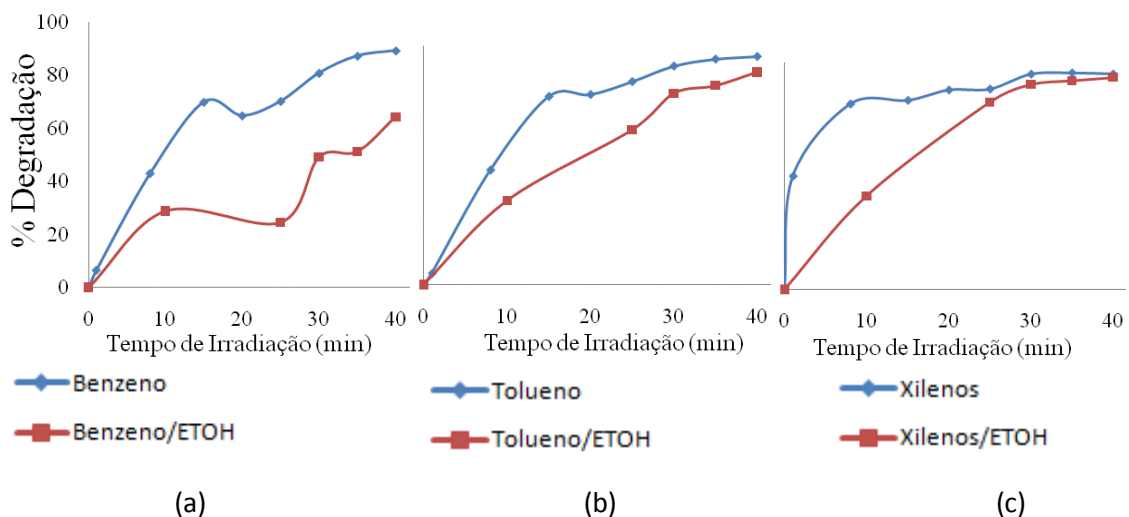 % Degradação
100
80
60
40
20
0
0 10 20 30 40
Tempo de Irradiação (min)
Benzeno
Benzeno/ETOH
(a)
0 10 20 30 40
Tempo de Irradiação (min)
Tolueno
Tolueno/ETOH
(b)
0 10 20 30 40
Tempo de Irradiação (min)
Xilenos
Xilenos/ETOH
(c)